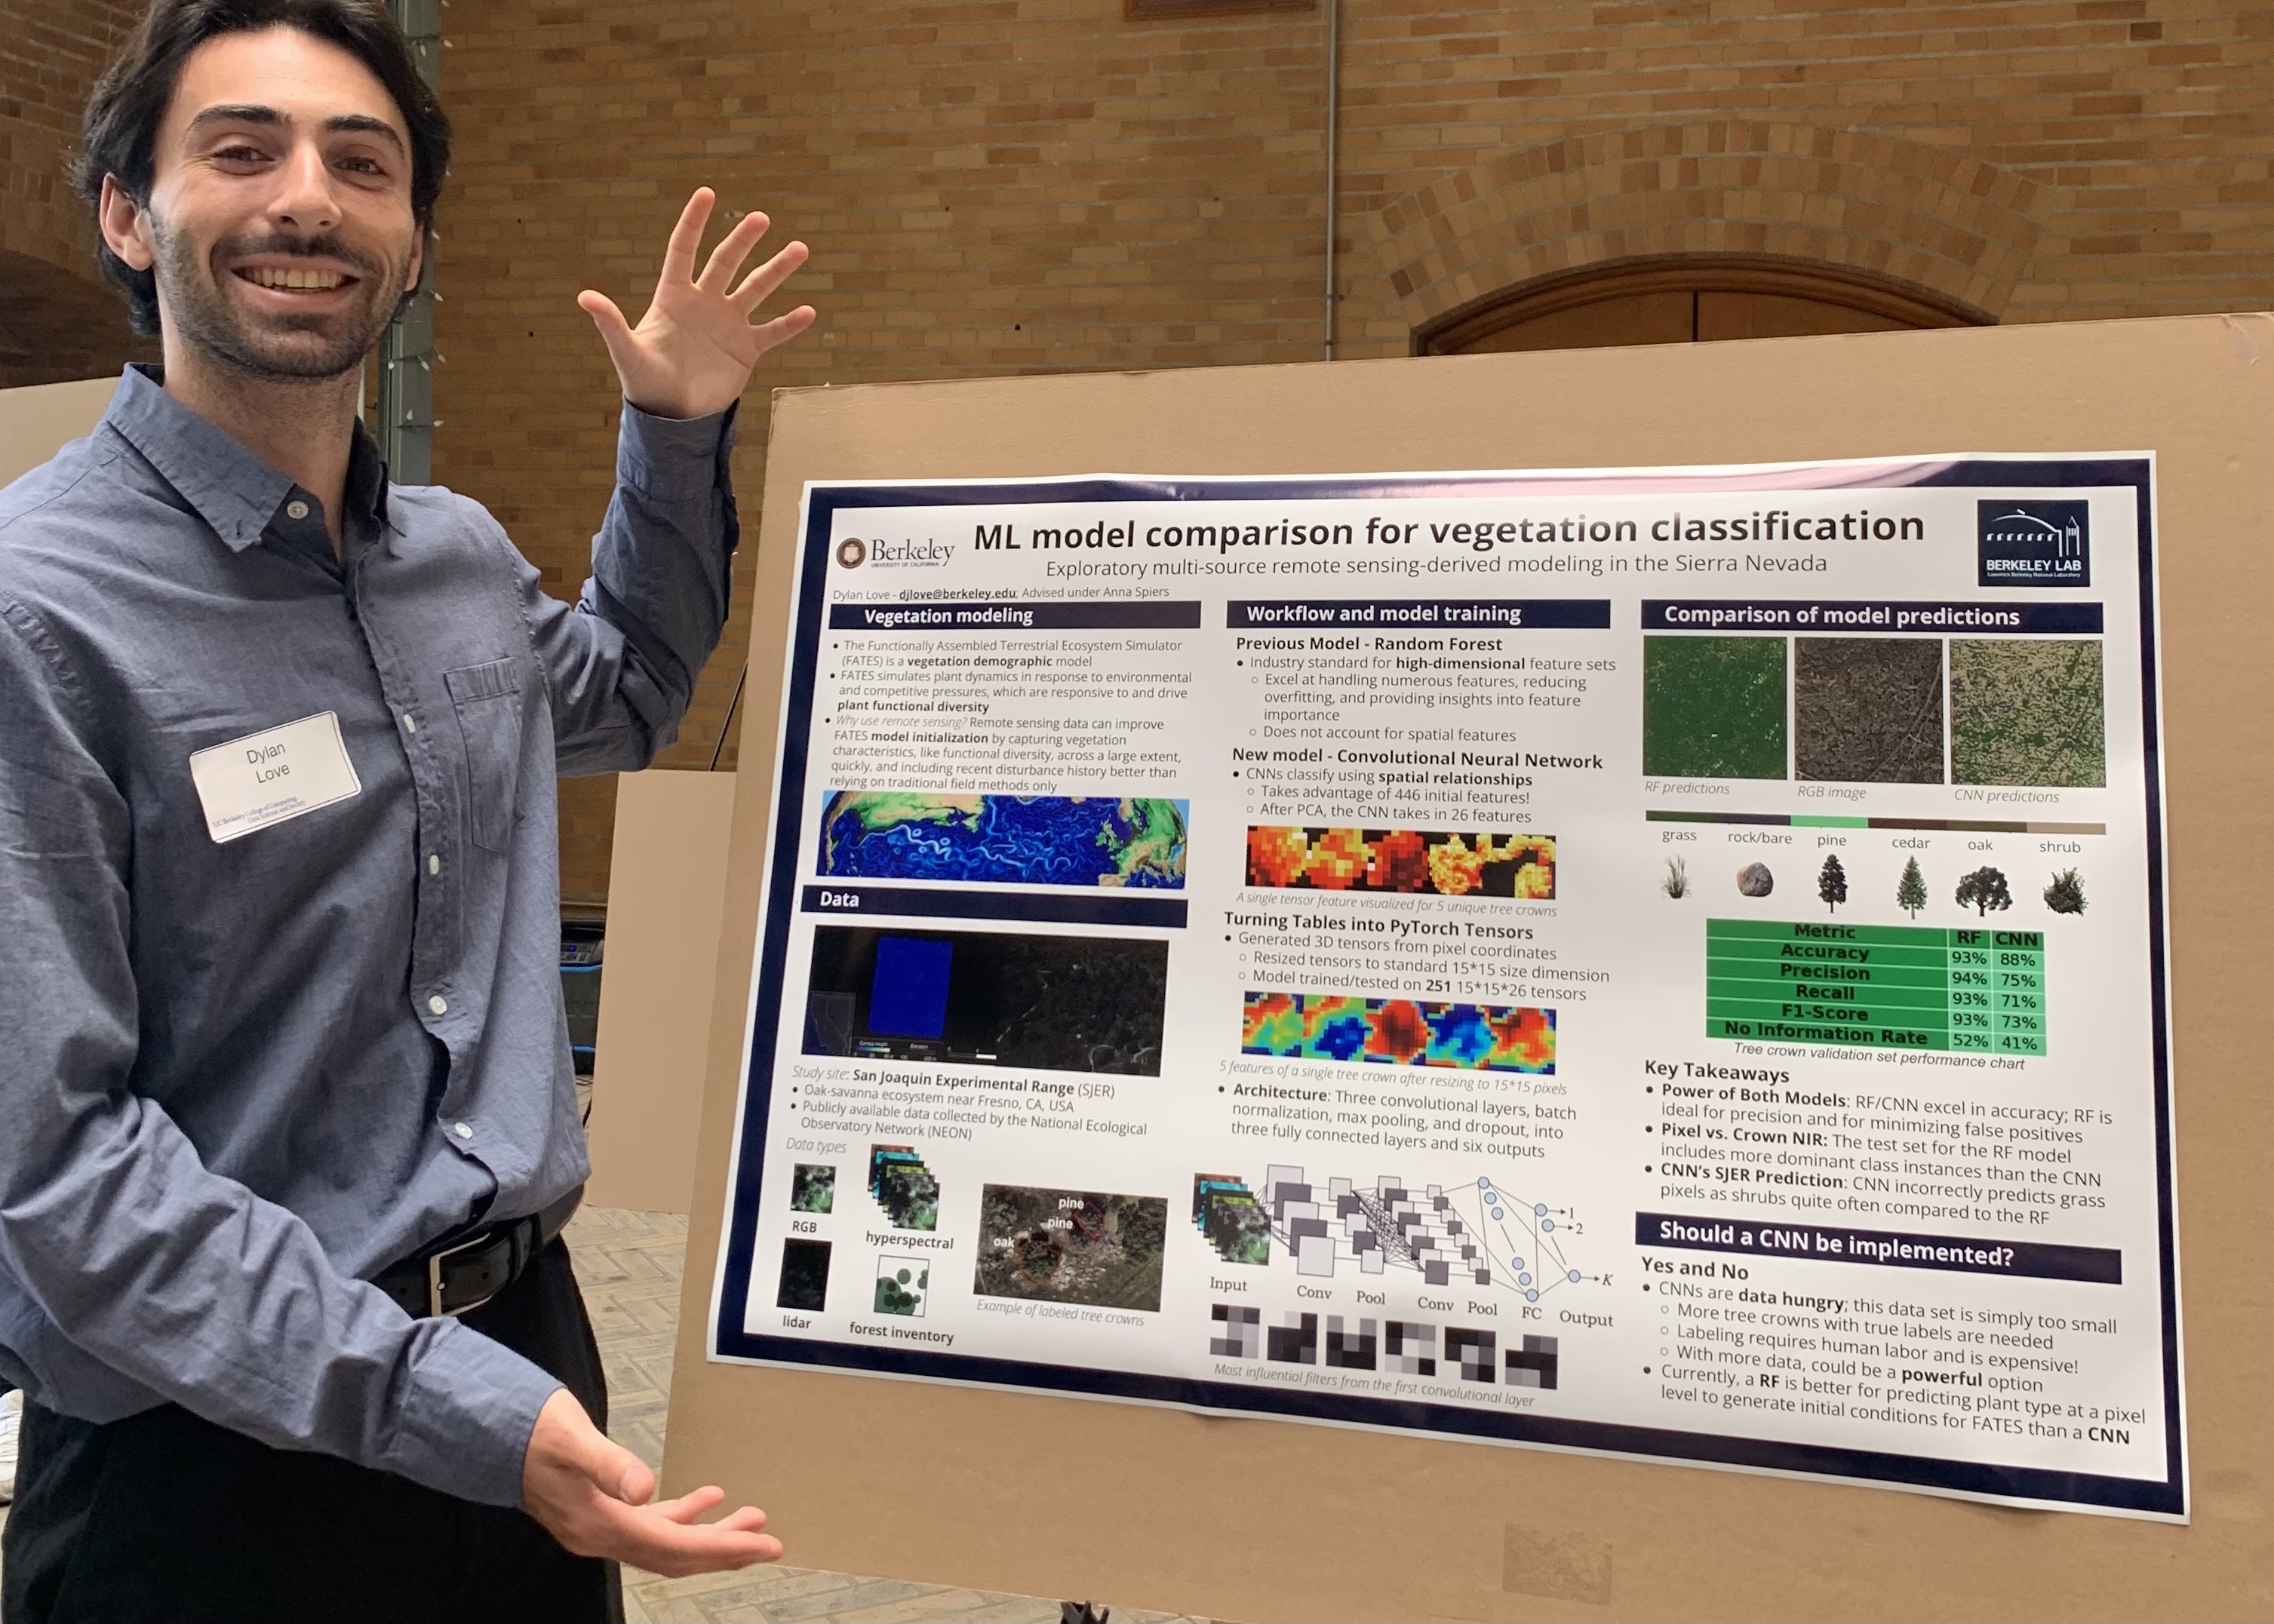 Dylan
Love
UC Berkeley College of Computing,
Data Science, and Society
Berkeley
UNIVERSITY OF CALIFORNIA
ML model comparison for vegetation classification
Exploratory multi-source remote sensing-derived modeling in the Sierra Nevada
BERKELEY LAB
Lawrence Berkeley National Laboratory
Dylan Love - djlove@berkeley.edu; Advised under Anna Spiers
Vegetation modeling
• The Functionally Assembled Terrestrial Ecosystem Simulator
(FATES) is a vegetation demographic model
• FATES simulates plant dynamics in response to environmental
and competitive pressures, which are responsive to and drive
plant functional diversity
• Why use remote sensing? Remote sensing data can improve
FATES model initialization by capturing vegetation
characteristics, like functional diversity, across a large extent,
quickly, and including recent disturbance history better than
relying on traditional field methods only
Data
Canopy height
Elevation
Study site: San Joaquin Experimental Range (SJER)
• Oak-savanna ecosystem near Fresno, CA, USA
• Publicly available data collected by the National Ecological
Observatory Network (NEON)
Data types
RGB
hyperspectral
lidar
forest inventory
pine
pine
oak
Example of labeled tree crowns
Workflow and model training
Previous Model - Random Forest
• Industry standard for high-dimensional feature sets
○ Excel at handling numerous features, reducing
overfitting, and providing insights into feature
importance
○ Does not account for spatial features
New model - Convolutional Neural Network
• CNNs classify using spatial relationships
○ Takes advantage of 446 initial features!
○ After PCA, the CNN takes in 26 features
A single tensor feature visualized for 5 unique tree crowns
Turning Tables into PyTorch Tensors
• Generated 3D tensors from pixel coordinates
○ Resized tensors to standard 15*15 size dimension
○ Model trained/tested on 251 15*15*26 tensors
5 features of a single tree crown after resizing to 15*15 pixels
• Architecture: Three convolutional layers, batch
normalization, max pooling, and dropout, into
three fully connected layers and six outputs
1
2
K
Input
Conv
Pool
Conv
Pool
FC
Output
Most influential filters from the first convolutional layer
Comparison of model predictions
RF predictions
RGB image
CNN predictions
grass
rock/bare
pine
cedar
oak
shrub
Metric RF CNN
Accuracy 93% 88%
Precision 94% 75%
Recall 93% 71%
F1-Score 93% 73%
No Information Rate 52% 41%
Tree crown validation set performance chart
Key Takeaways
• Power of Both Models: RF/CNN excel in accuracy; RF is
ideal for precision and for minimizing false positives
• Pixel vs. Crown NIR: The test set for the RF model
includes more dominant class instances than the CNN
• CNN's SJER Prediction: CNN incorrectly predicts grass
pixels as shrubs quite often compared to the RF
Should a CNN be implemented?
Yes and No
• CNNs are data hungry; this data set is simply too small
○ More tree crowns with true labels are needed
○ Labeling requires human labor and is expensive!
○ With more data, could be a powerful option
• Currently, a RF is better for predicting plant type at a pixel
level to generate initial conditions for FATES than a CNN